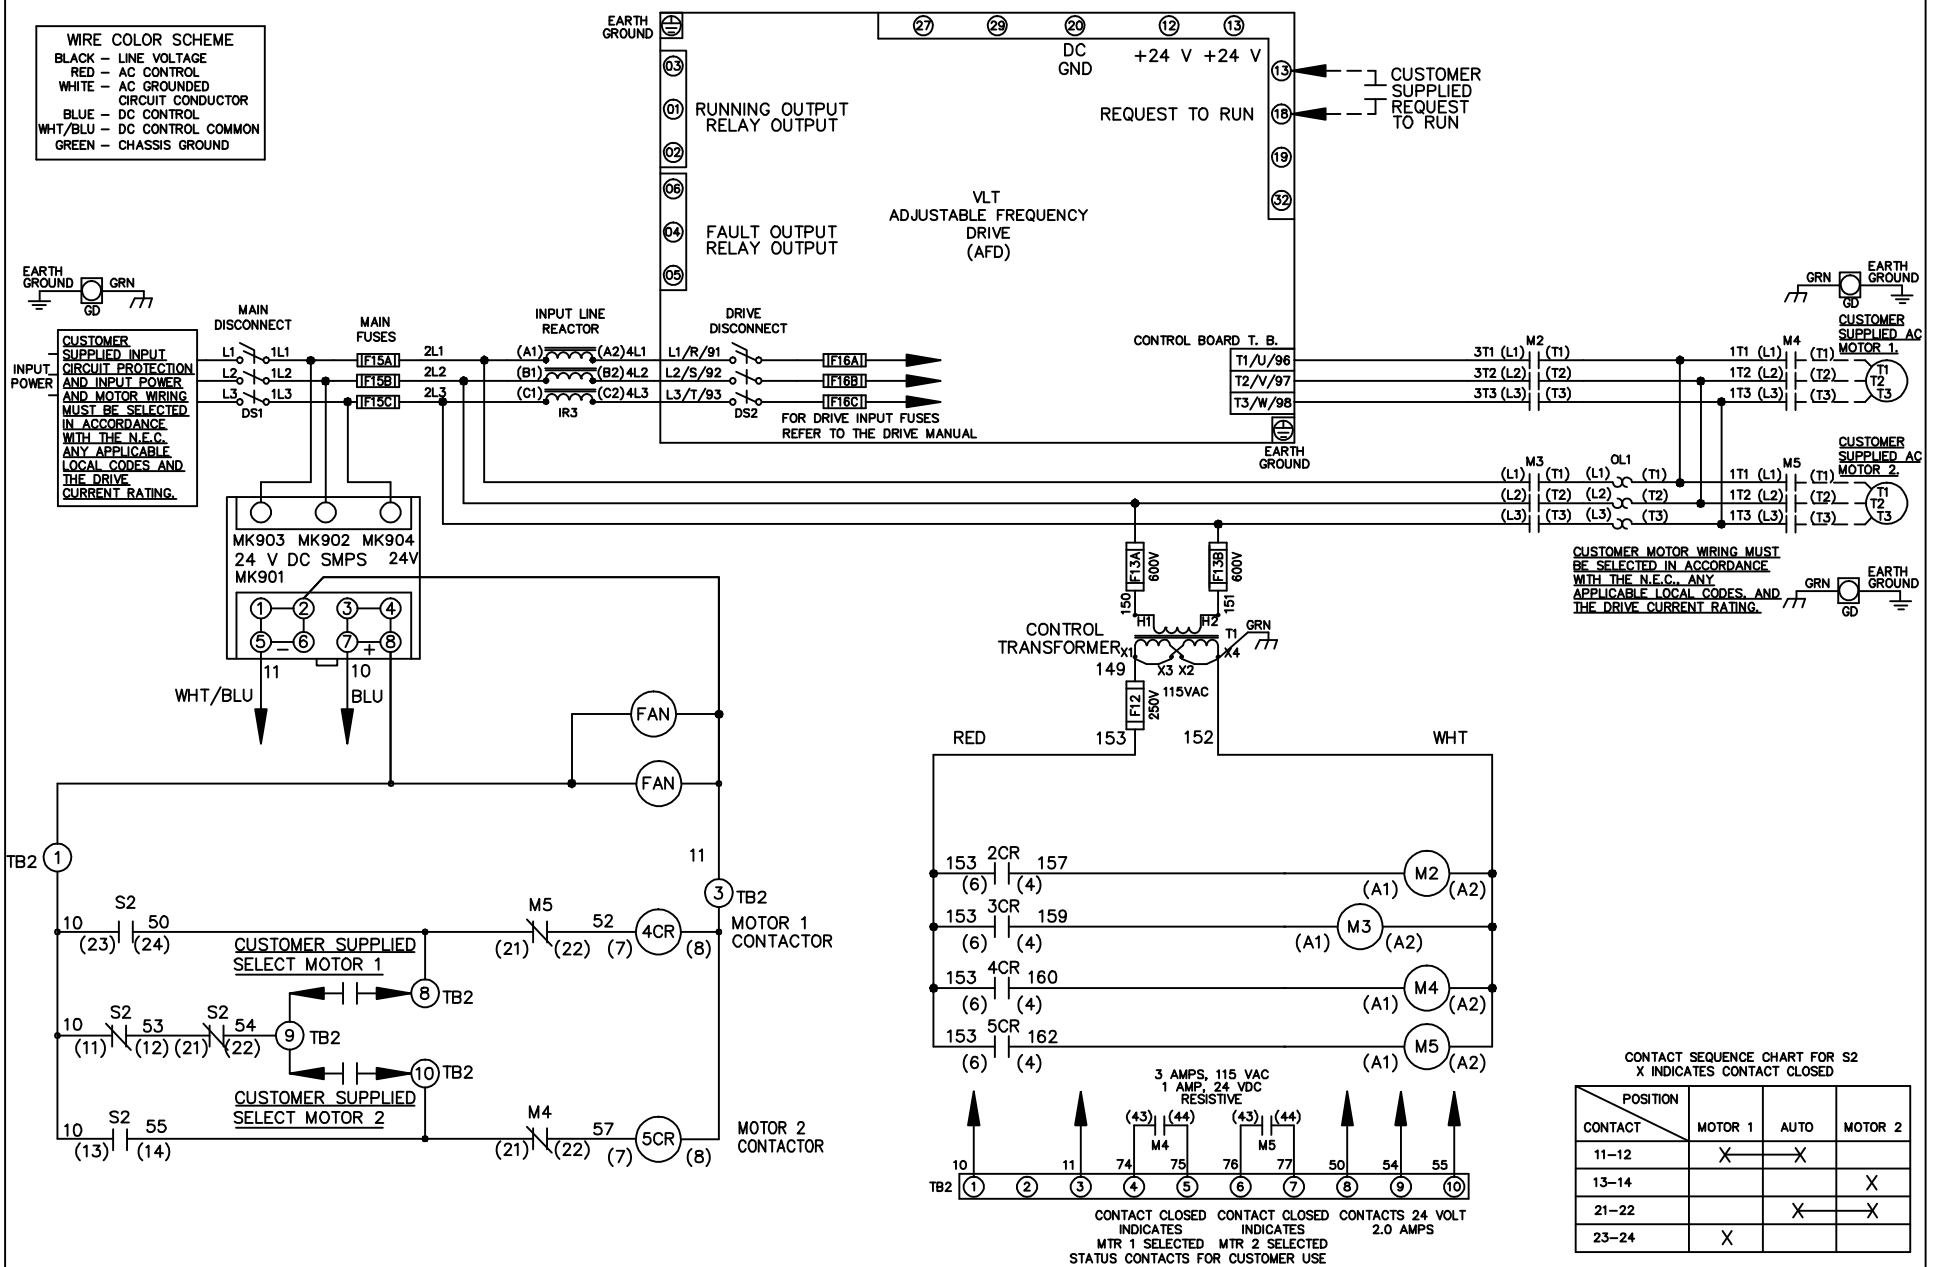 WIRE COLOR SCHEME
BLACK – LINE VOLTAGE
RED – AC CONTROL
WHITE – AC GROUNDED
CIRCUIT CONDUCTOR
BLUE – DC CONTROL
WHT/BLU – DC CONTROL COMMON
GREEN – CHASSIS GROUND
EARTH
GROUND
27 29 20 12 13
DC
GND
+24 V +24 V
03
01
02
RUNNING OUTPUT
RELAY OUTPUT
06
04
05
FAULT OUTPUT
RELAY OUTPUT
13
REQUEST TO RUN 18
19
32
CUSTOMER
SUPPLIED
REQUEST
TO RUN
VLT
ADJUSTABLE FREQUENCY
DRIVE
(AFD)
EARTH
GROUND
GRN
GD
INPUT
POWER
CUSTOMER
SUPPLIED INPUT
CIRCUIT PROTECTION
AND INPUT POWER
AND MOTOR WIRING
MUST BE SELECTED
IN ACCORDANCE
WITH THE N.E.C.
ANY APPLICABLE
LOCAL CODES AND
THE DRIVE
CURRENT RATING.
MAIN
DISCONNECT
MAIN
FUSES
INPUT LINE
REACTOR
DRIVE
DISCONNECT
L1 1L1 F15A 2L1 (A1) (A2) 4L1 L1/R/91 F16A
L2 1L2 F15B 2L2 (B1) (B2) 4L2 L2/S/92 F16B
L3 1L3 F15C 2L3 (C1) (C2) 4L3 L3/T/93 F16C
DS1 IR3 DS2
FOR DRIVE INPUT FUSES
REFER TO THE DRIVE MANUAL
CONTROL BOARD T. B.
T1/U/96
T2/V/97
T3/W/98
EARTH
GROUND
M2
3T1 (L1) (T1)
3T2 (L2) (T2)
3T3 (L3) (T3)
M4
1T1 (L1) (T1)
1T2 (L2) (T2)
1T3 (L3) (T3)
T1
T2
T3
GRN
GD
EARTH
GROUND
CUSTOMER
SUPPLIED AC
MOTOR 1.
M3 OL1
(L1) (T1) (L1) (T1)
(L2) (T2) (L2) (T2)
(L3) (T3) (L3) (T3)
M5
1T1 (L1) (T1)
1T2 (L2) (T2)
1T3 (L3) (T3)
T1
T2
T3
CUSTOMER
SUPPLIED AC
MOTOR 2.
CUSTOMER MOTOR WIRING MUST
BE SELECTED IN ACCORDANCE
WITH THE N.E.C., ANY
APPLICABLE LOCAL CODES, AND
THE DRIVE CURRENT RATING.
GRN
GD
EARTH
GROUND
MK903 MK902 MK904
24 V DC SMPS 24V
MK901
1 2 3 4
5 – 6 7 + 8
11 10
WHT/BLU BLU
FAN
FAN
F13A 600V
F13B 600V
150 151
H1 H2
CONTROL
TRANSFORMER
T1
GRN
X1 X3 X2 X4
149
115VAC
F12 250V
153 152
RED WHT
TB2 1
11
3 TB2
S2
10 50
(23) (24)
M5
52
(21) (22) (7) 4CR (8)
MOTOR 1
CONTACTOR
CUSTOMER SUPPLIED
SELECT MOTOR 1
8 TB2
S2 S2
10 53 54
(11) (12) (21) (22)
9 TB2
10 TB2
CUSTOMER SUPPLIED
SELECT MOTOR 2
S2
10 55
(13) (14)
M4
57
(21) (22) (7) 5CR (8)
MOTOR 2
CONTACTOR
2CR
153 157
(6) (4)
(A1) M2 (A2)
3CR
153 159
(6) (4)
(A1) M3 (A2)
4CR
153 160
(6) (4)
(A1) M4 (A2)
5CR
153 162
(6) (4)
(A1) M5 (A2)
3 AMPS, 115 VAC
1 AMP, 24 VDC
RESISTIVE
(43) (44) (43) (44)
M4 M5
10 11 74 75 76 77 50 54 55
TB2 1 2 3 4 5 6 7 8 9 10
CONTACT CLOSED
INDICATES
MTR 1 SELECTED
CONTACT CLOSED
INDICATES
MTR 2 SELECTED
CONTACTS 24 VOLT
2.0 AMPS
STATUS CONTACTS FOR CUSTOMER USE
CONTACT SEQUENCE CHART FOR S2
X INDICATES CONTACT CLOSED
POSITION
CONTACT MOTOR 1 AUTO MOTOR 2
11–12 X X
13–14 X
21–22 X X
23–24 X